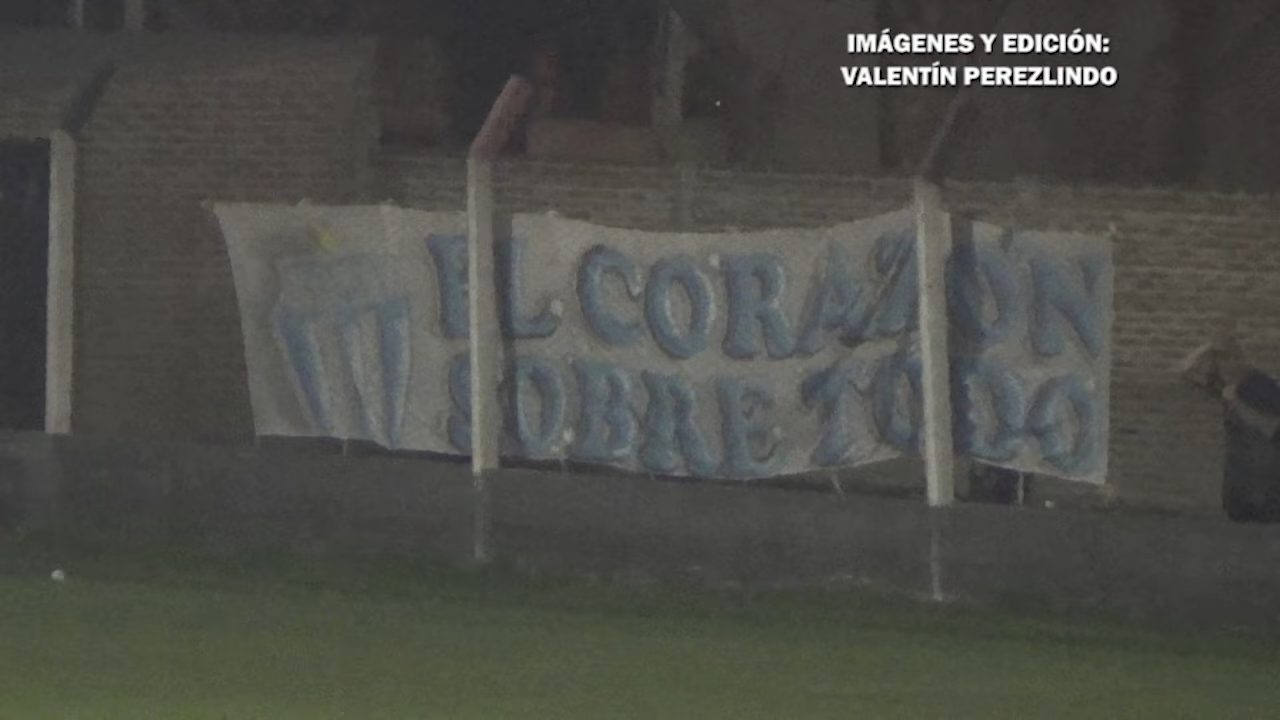 IMÁGENES Y EDICIÓN:
VALENTÍN PEREZLINDO
EL CORAZÓN
SOBRE TODO